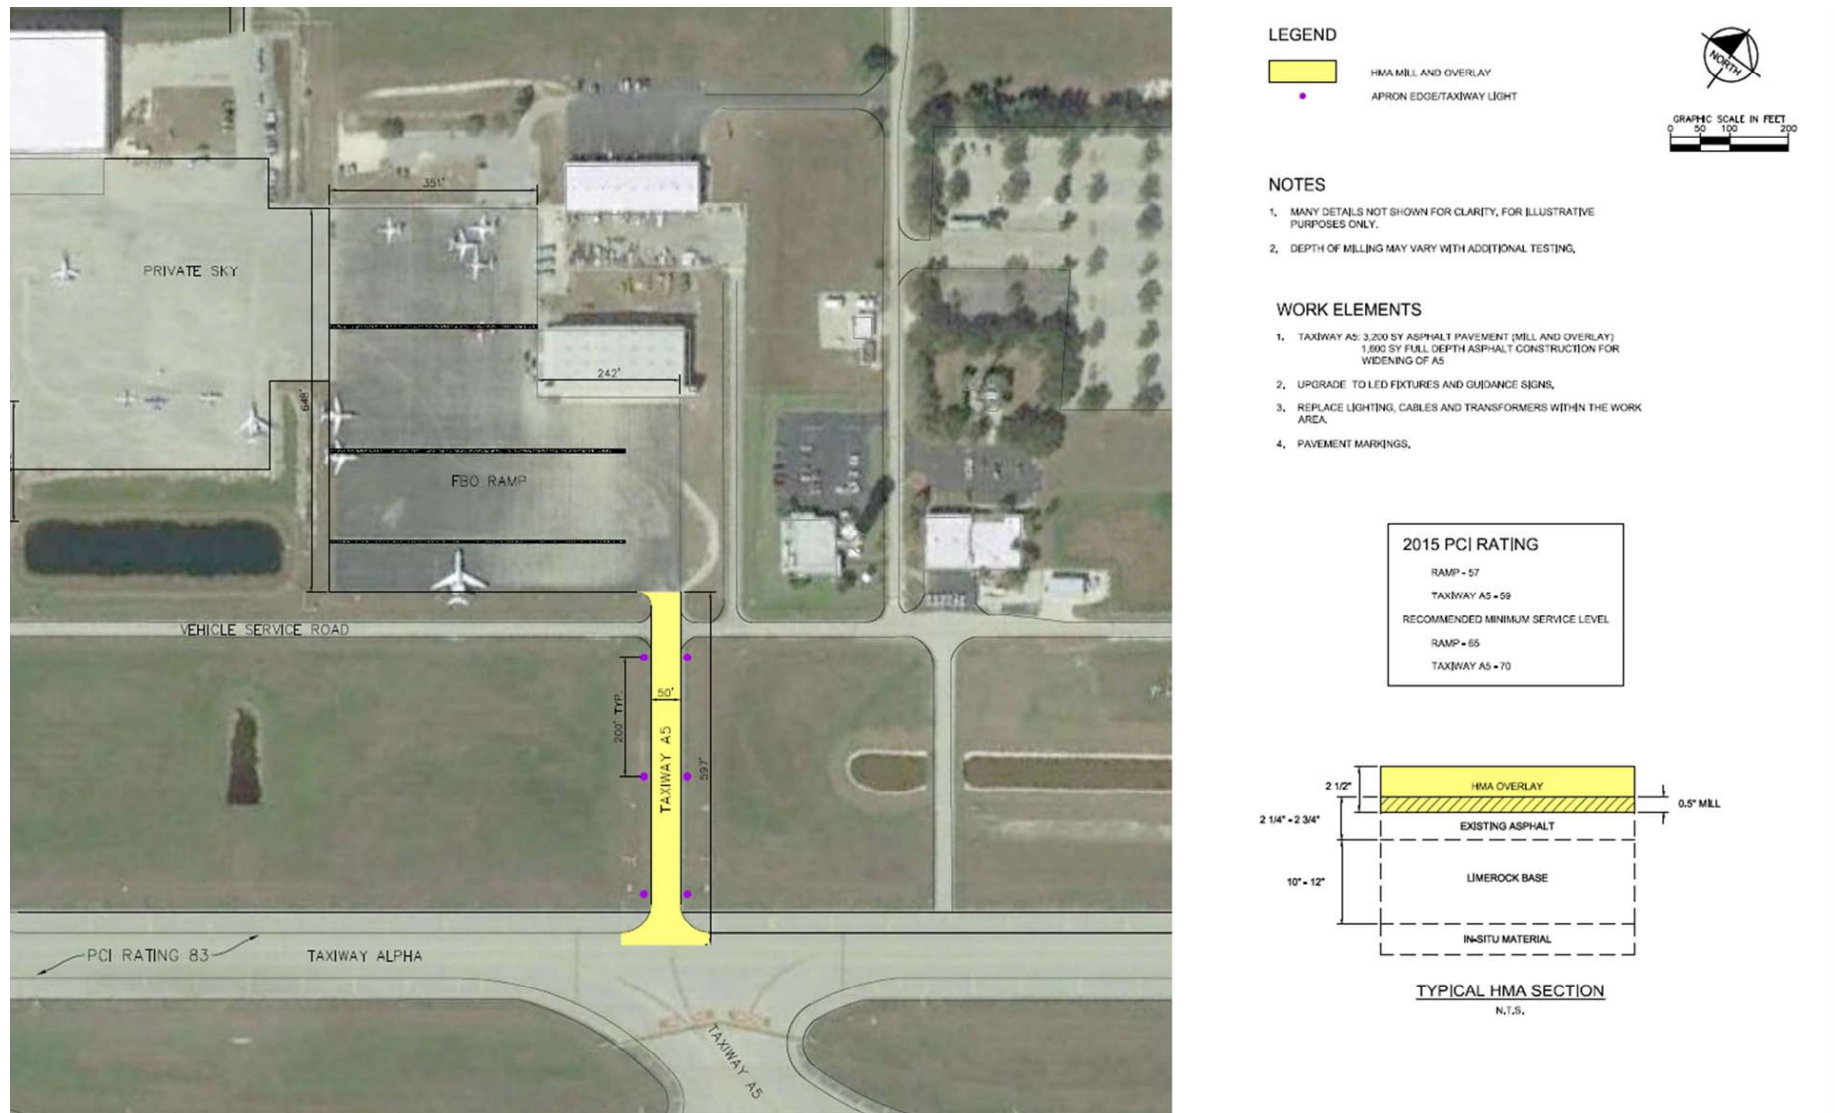 351'
PRIVATE SKY
242'
648'
FBO RAMP
VEHICLE SERVICE ROAD
50'
200' TYP.
TAXIWAY A5
597'
PCI RATING 83
TAXIWAY ALPHA
TAXIWAY A5
LEGEND
HMA MILL AND OVERLAY
APRON EDGE/TAXIWAY LIGHT
NORTH
GRAPHIC SCALE IN FEET
0 50 100 200
NOTES
1. MANY DETAILS NOT SHOWN FOR CLARITY, FOR ILLUSTRATIVE
PURPOSES ONLY.
2. DEPTH OF MILLING MAY VARY WITH ADDITIONAL TESTING.
WORK ELEMENTS
1. TAXIWAY A5: 3,200 SY ASPHALT PAVEMENT (MILL AND OVERLAY)
1,600 SY FULL DEPTH ASPHALT CONSTRUCTION FOR
WIDENING OF A5
2. UPGRADE TO LED FIXTURES AND GUIDANCE SIGNS.
3. REPLACE LIGHTING, CABLES AND TRANSFORMERS WITHIN THE WORK
AREA.
4. PAVEMENT MARKINGS.
2015 PCI RATING
RAMP - 57
TAXIWAY A5 - 59
RECOMMENDED MINIMUM SERVICE LEVEL
RAMP - 65
TAXIWAY A5 - 70
2 1/2"
HMA OVERLAY
0.5" MILL
2 1/4" - 2 3/4"
EXISTING ASPHALT
10" - 12"
LIMEROCK BASE
IN-SITU MATERIAL
TYPICAL HMA SECTION
N.T.S.